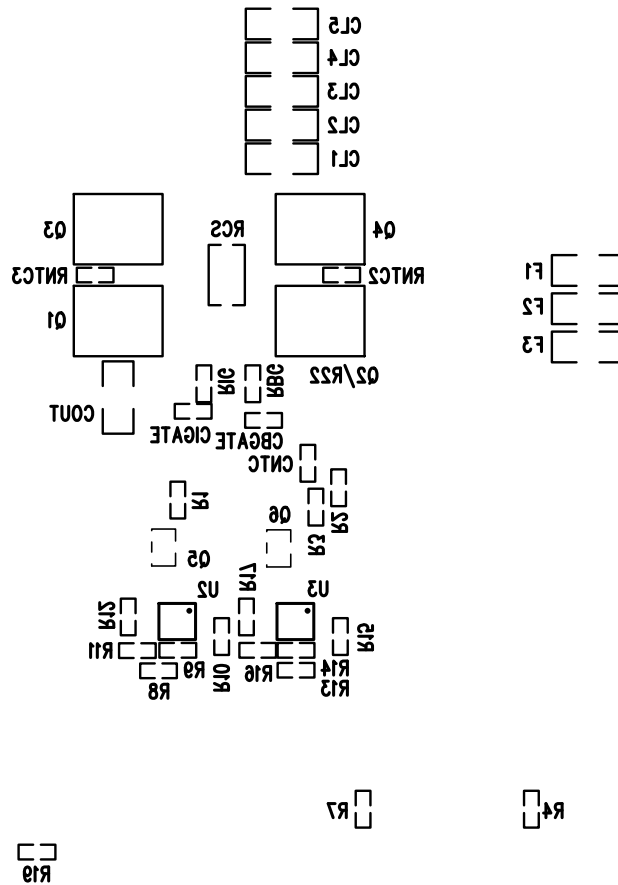 CL5
CL4
CL3
CL2
CL1
Q3
RCS
Q4
RNTC3
RNTC2
F1
Q1
F2
F3
Q2/R22
RIG
RBG
COUT
CIGATE
CBGATE
CNTC
R1
R2
Q6
R3
Q5
R17
U2
U3
R12
R15
R11
R9
R10
R16
R14
R8
R13
R7
R4
R19